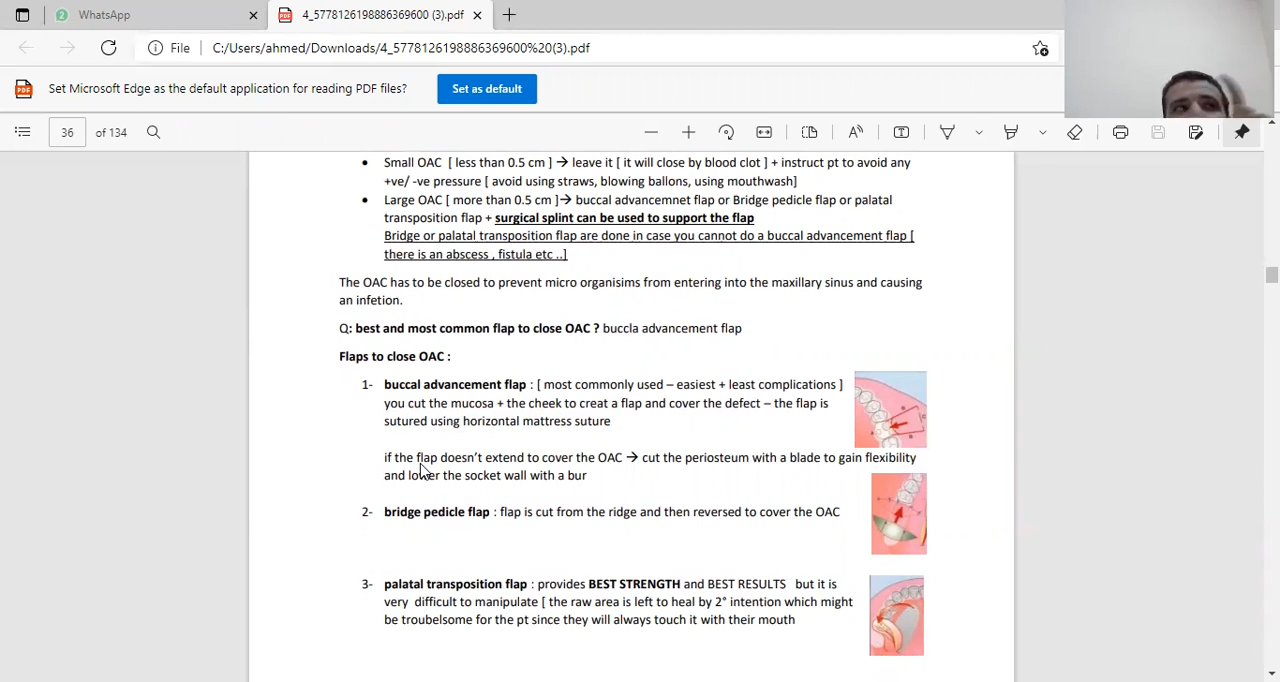 WhatsApp
4_5778126198886369600 (3).pdf
File C:/Users/ahmed/Downloads/4_5778126198886369600%20(3).pdf
Set Microsoft Edge as the default application for reading PDF files? Set as default
36 of 134
• Small OAC [ less than 0.5 cm ]→ leave it [ it will close by blood clot ] + instruct pt to avoid any
+ve/ -ve pressure [ avoid using straws, blowing ballons, using mouthwash]
• Large OAC [ more than 0.5 cm ]→ buccal advancemnet flap or Bridge pedicle flap or palatal
transposition flap + surgical splint can be used to support the flap
Bridge or palatal transposition flap are done in case you cannot do a buccal advancement flap [
there is an abscess , fistula etc ..]
The OAC has to be closed to prevent micro organisims from entering into the maxillary sinus and causing
an infetion.
Q: best and most common flap to close OAC ? buccla advancement flap
Flaps to close OAC :
1- buccal advancement flap : [ most commonly used – easiest + least complications ]
you cut the mucosa + the cheek to creat a flap and cover the defect – the flap is
sutured using horizontal mattress suture
if the flap doesn't extend to cover the OAC → cut the periosteum with a blade to gain flexibility
and lower the socket wall with a bur
2- bridge pedicle flap : flap is cut from the ridge and then reversed to cover the OAC
3- palatal transposition flap : provides BEST STRENGTH and BEST RESULTS but it is
very difficult to manipulate [ the raw area is left to heal by 2° intention which might
be troubelsome for the pt since they will always touch it with their mouth